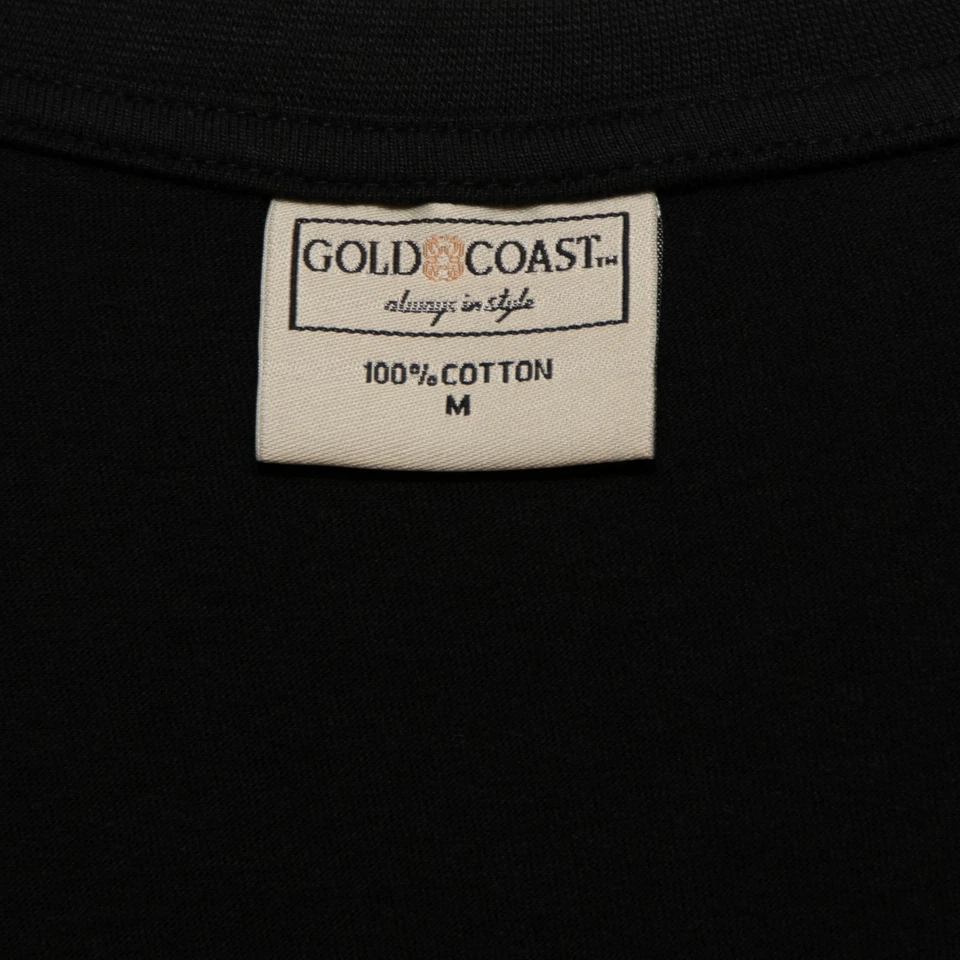 GOLD COAST™
always in style
100% COTTON
M